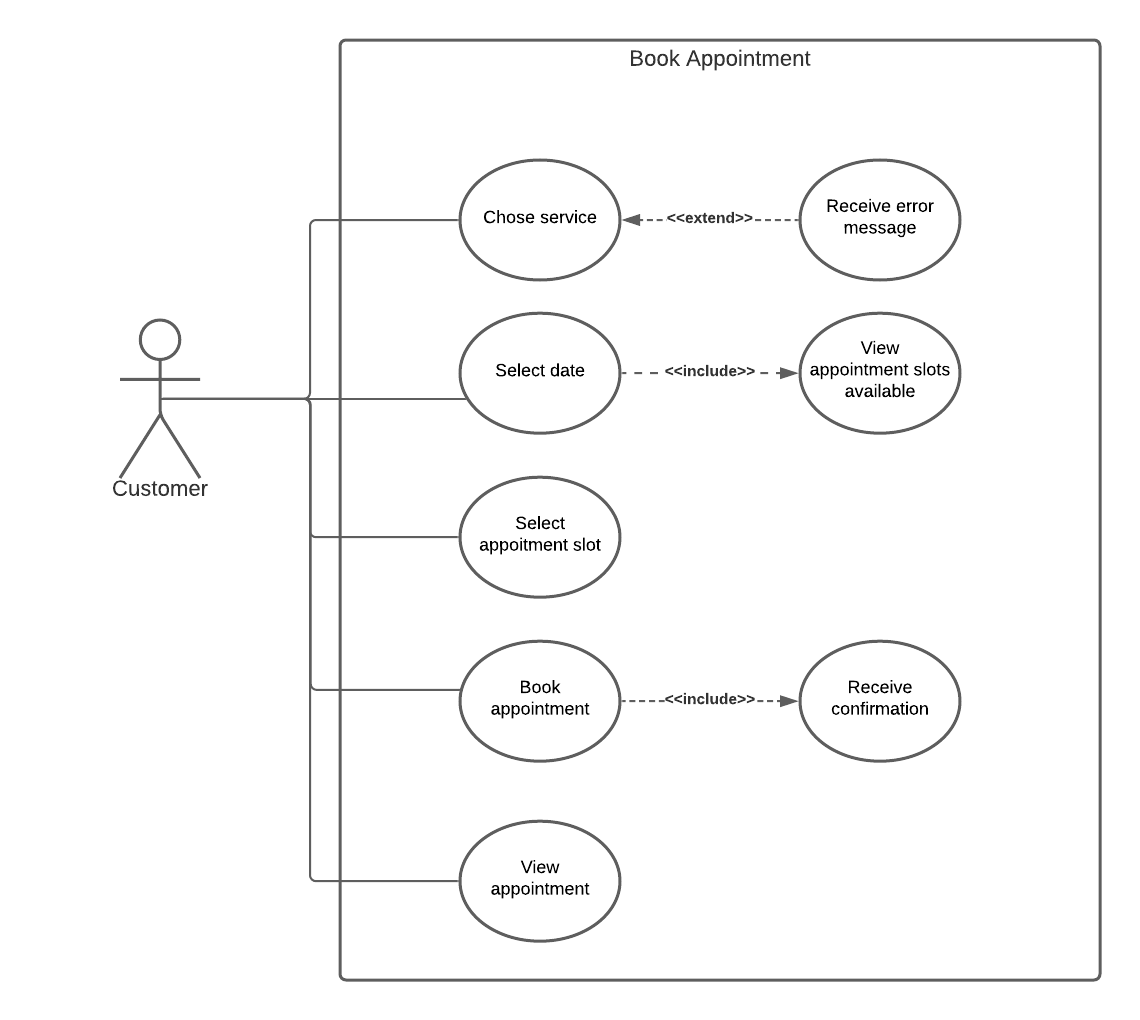 Book Appointment
Chose service
<<extend>>
Receive error
message
Select date
<<include>>
View
appointment slots
available
Customer
Select
appoitment slot
Book
appointment
<<include>>
Receive
confirmation
View
appointment